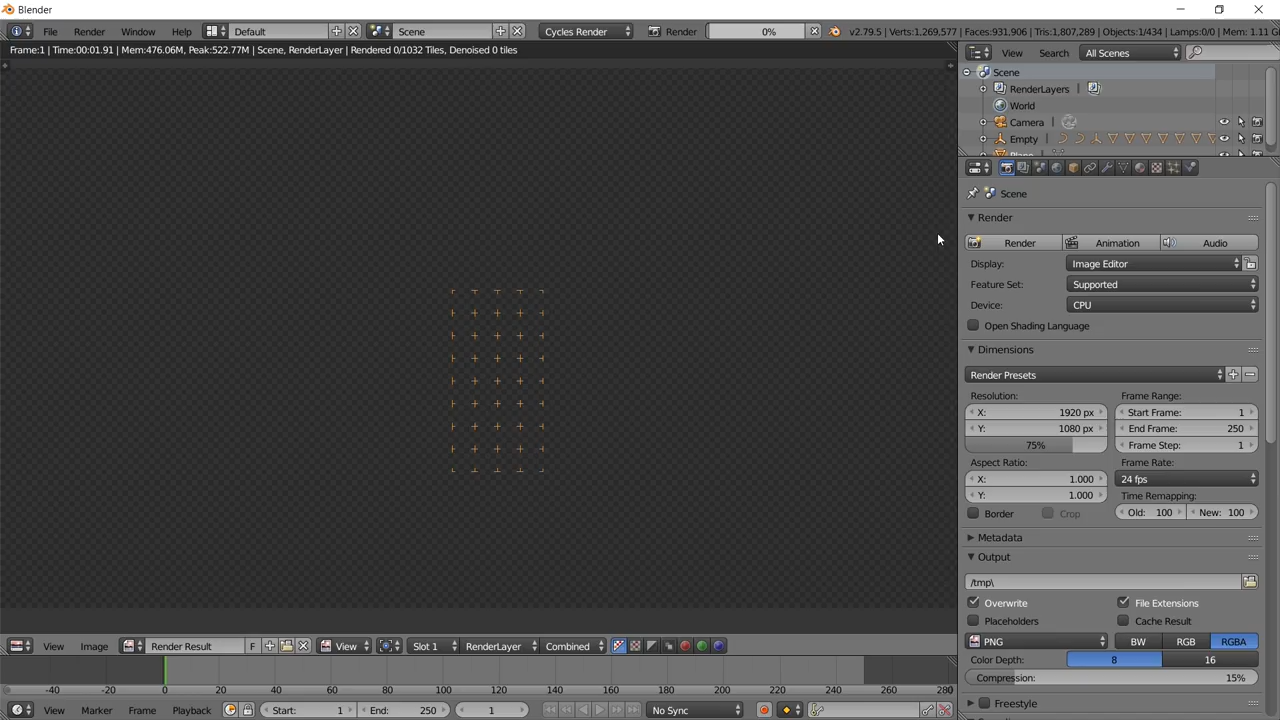 Blender
File Render Window Help Default Scene Cycles Render Render 0% v2.79.5 | Verts:1,269,577 | Faces:931,906 | Tris:1,807,289 | Objects:1/434 | Lamps:0/0 | Mem: 1.11 G
Frame:1 | Time:00:01.91 | Mem:476.06M, Peak:522.77M | Scene, RenderLayer | Rendered 0/1032 Tiles, Denoised 0 tiles
View Search All Scenes
Scene
RenderLayers |
World
Camera |
Empty |
Plane
Scene
Render
Render Animation Audio
Display: Image Editor
Feature Set: Supported
Device: CPU
Open Shading Language
Dimensions
Render Presets
Resolution: Frame Range:
X: 1920 px Start Frame: 1
Y: 1080 px End Frame: 250
75% Frame Step: 1
Aspect Ratio: Frame Rate:
X: 1.000 24 fps
Y: 1.000 Time Remapping:
Border Crop Old: 100 New: 100
Metadata
Output
/tmp\
Overwrite File Extensions
Placeholders Cache Result
PNG BW RGB RGBA
Color Depth: 8 16
Compression: 15%
Freestyle
View Image Render Result F View Slot 1 RenderLayer Combined
-40 -20 0 20 40 60 80 100 120 140 160 180 200 220 240 260 280
View Marker Frame Playback Start: 1 End: 250 1 No Sync